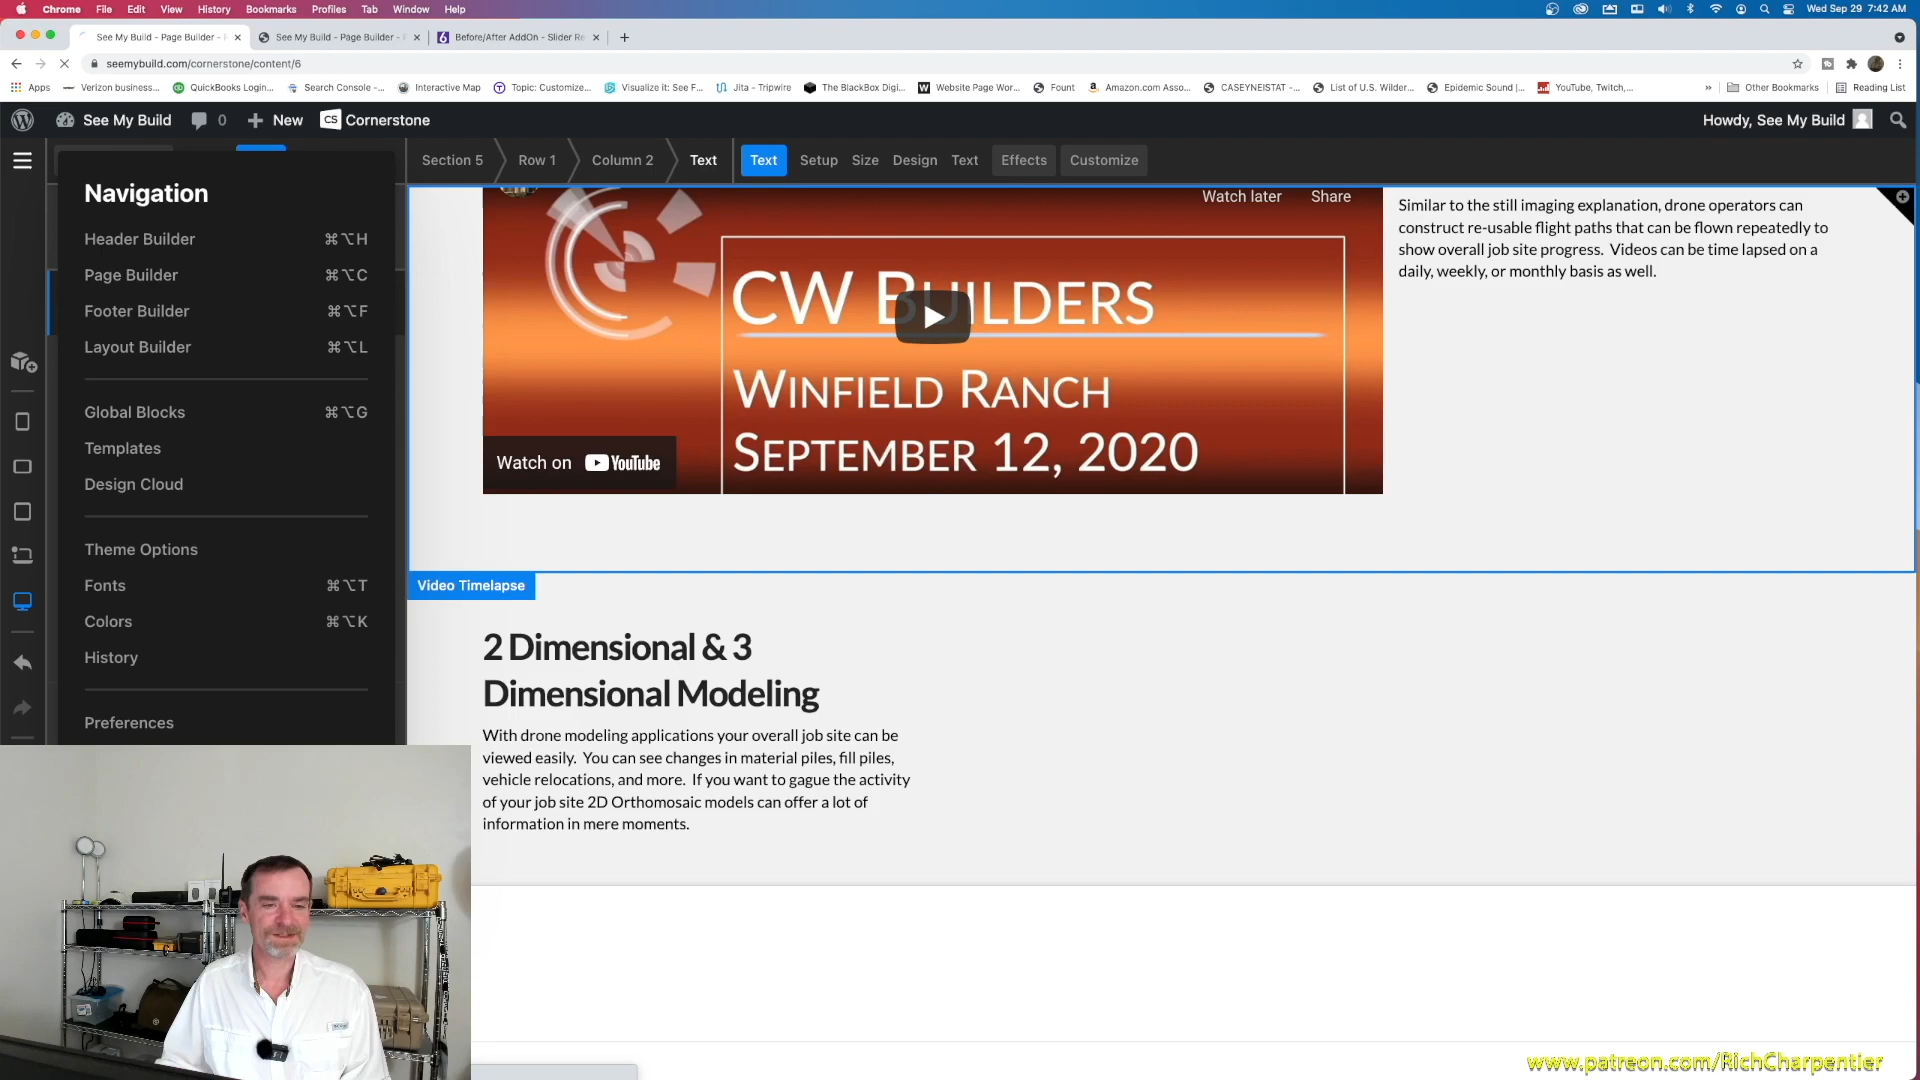 Chrome File Edit View History Bookmarks Profiles Tab Window Help Wed Sep 29 7:42 AM
See My Build - Page Builder - See My Build - Page Builder - Before/After AddOn - Slider Re
seemybuild.com/cornerstone/content/6
Apps Verizon business... QuickBooks Login... Search Console -... Interactive Map Topic: Customize... Visualize it: See F... Jita - Tripwire The BlackBox Digi... Website Page Wor... Fount Amazon.com Asso... CASEYNEISTAT -... List of U.S. Wilder... Epidemic Sound |... YouTube, Twitch,... » Other Bookmarks Reading List
See My Build 0 New CS Cornerstone Howdy, See My Build
Section 5 Row 1 Column 2 Text Text Setup Size Design Text Effects Customize
Navigation
Header Builder ⌘⌥H
Page Builder ⌘⌥C
Footer Builder ⌘⌥F
Layout Builder ⌘⌥L
Global Blocks ⌘⌥G
Templates
Design Cloud
Theme Options
Fonts ⌘⌥T
Colors ⌘⌥K
History
Preferences
Watch later Share
CW Builders
Winfield Ranch
September 12, 2020
Watch on YouTube
Similar to the still imaging explanation, drone operators can
construct re-usable flight paths that can be flown repeatedly to
show overall job site progress. Videos can be time lapsed on a
daily, weekly, or monthly basis as well.
Video Timelapse
2 Dimensional & 3
Dimensional Modeling
With drone modeling applications your overall job site can be
viewed easily. You can see changes in material piles, fill piles,
vehicle relocations, and more. If you want to gague the activity
of your job site 2D Orthomosaic models can offer a lot of
information in mere moments.
www.patreon.com/RichCharpentier